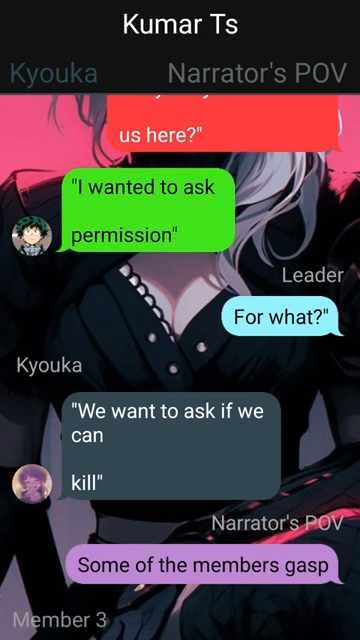 Kumar Ts
Kyouka
Narrator's POV
us here?"
"I wanted to ask
permission"
Leader
For what?"
Kyouka
"We want to ask if we
can
kill"
Narrator's POV
Some of the members gasp
Member 3